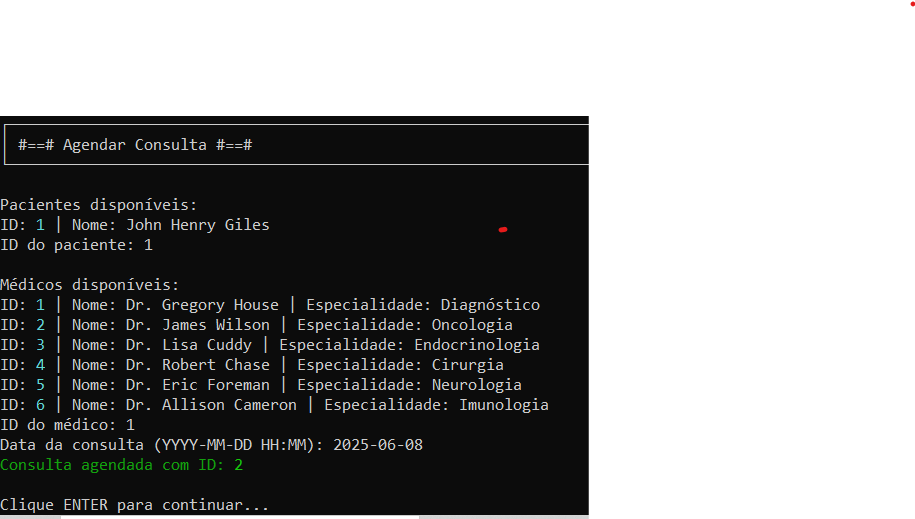 #==# Agendar Consulta #==#
Pacientes disponíveis:
ID: 1 | Nome: John Henry Giles
ID do paciente: 1
Médicos disponíveis:
ID: 1 | Nome: Dr. Gregory House | Especialidade: Diagnóstico
ID: 2 | Nome: Dr. James Wilson | Especialidade: Oncologia
ID: 3 | Nome: Dr. Lisa Cuddy | Especialidade: Endocrinologia
ID: 4 | Nome: Dr. Robert Chase | Especialidade: Cirurgia
ID: 5 | Nome: Dr. Eric Foreman | Especialidade: Neurologia
ID: 6 | Nome: Dr. Allison Cameron | Especialidade: Imunologia
ID do médico: 1
Data da consulta (YYYY-MM-DD HH:MM): 2025-06-08
Consulta agendada com ID: 2
Clique ENTER para continuar...